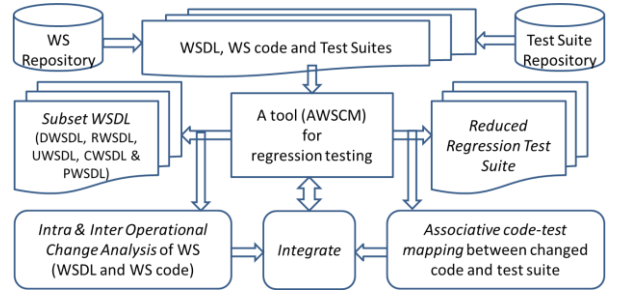 WS
Repository
WSDL, WS code and Test Suites
Test Suite
Repository
Subset WSDL
(DWSDL, RWSDL,
UWSDL, CWSDL &
PWSDL)
A tool (AWSCM)
for
regression testing
Reduced
Regression Test
Suite
Intra & Inter Operational
Change Analysis of WS
(WSDL and WS code)
Integrate
Associative code-test
mapping between changed
code and test suite